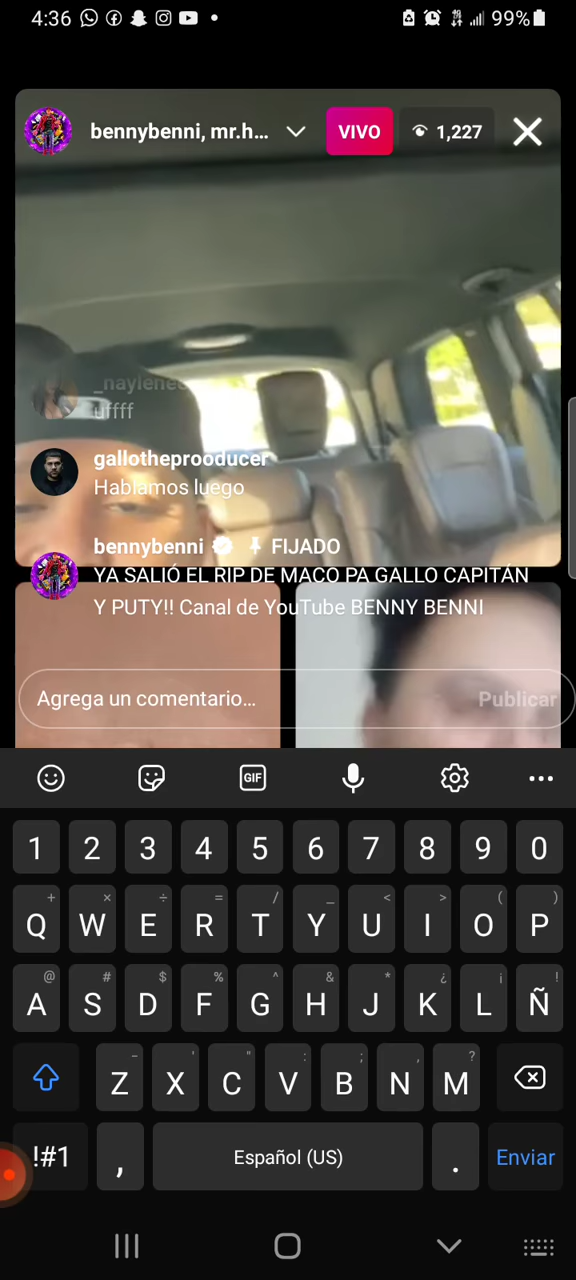 4:36
99%
bennybenni, mr.h...
VIVO
1,227
_naylenec
uffff
gallotheprooducer
Hablamos luego
bennybenni FIJADO
YA SALIÓ EL RIP DE MACO PA GALLO CAPITÁN
Y PUTY!! Canal de YouTube BENNY BENNI
Agrega un comentario...
Publicar
GIF
1 2 3 4 5 6 7 8 9 0
+ × ÷ = / _ < > ( )
Q W E R T Y U I O P
@ # $ % ^ & * ¿ ¡ !
A S D F G H J K L Ñ
- ' " : ; , ?
Z X C V B N M
!#1 , Español (US) . Enviar